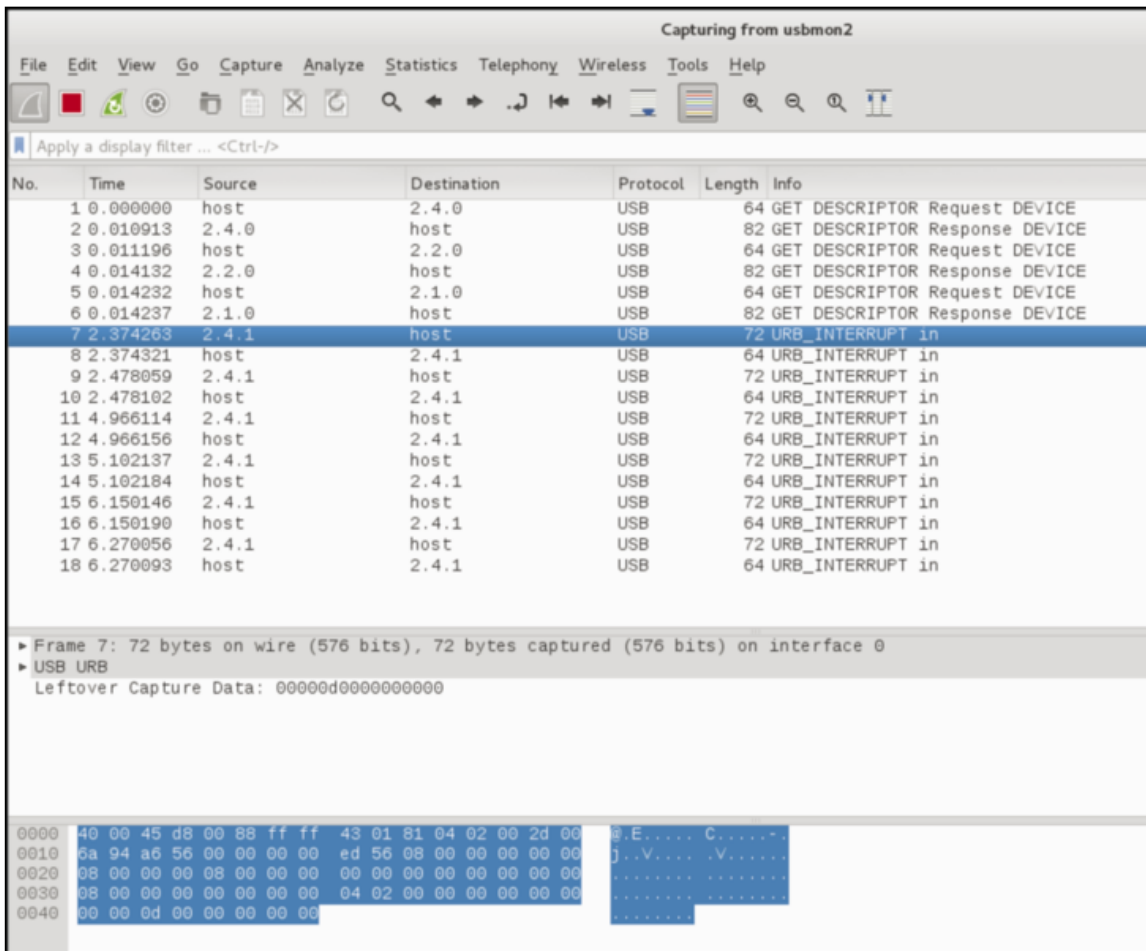 Capturing from usbmon2
File Edit View Go Capture Analyze Statistics Telephony Wireless Tools Help
Apply a display filter ... <Ctrl-/>
No. Time Source Destination Protocol Length Info
1 0.000000 host 2.4.0 USB 64 GET DESCRIPTOR Request DEVICE
2 0.010913 2.4.0 host USB 82 GET DESCRIPTOR Response DEVICE
3 0.011196 host 2.2.0 USB 64 GET DESCRIPTOR Request DEVICE
4 0.014132 2.2.0 host USB 82 GET DESCRIPTOR Response DEVICE
5 0.014232 host 2.1.0 USB 64 GET DESCRIPTOR Request DEVICE
6 0.014237 2.1.0 host USB 82 GET DESCRIPTOR Response DEVICE
7 2.374263 2.4.1 host USB 72 URB_INTERRUPT in
8 2.374321 host 2.4.1 USB 64 URB_INTERRUPT in
9 2.478059 2.4.1 host USB 72 URB_INTERRUPT in
10 2.478102 host 2.4.1 USB 64 URB_INTERRUPT in
11 4.966114 2.4.1 host USB 72 URB_INTERRUPT in
12 4.966156 host 2.4.1 USB 64 URB_INTERRUPT in
13 5.102137 2.4.1 host USB 72 URB_INTERRUPT in
14 5.102184 host 2.4.1 USB 64 URB_INTERRUPT in
15 6.150146 2.4.1 host USB 72 URB_INTERRUPT in
16 6.150190 host 2.4.1 USB 64 URB_INTERRUPT in
17 6.270056 2.4.1 host USB 72 URB_INTERRUPT in
18 6.270093 host 2.4.1 USB 64 URB_INTERRUPT in
Frame 7: 72 bytes on wire (576 bits), 72 bytes captured (576 bits) on interface 0
USB URB
Leftover Capture Data: 00000d0000000000
0000 40 00 45 d8 00 88 ff ff 43 01 81 04 02 00 2d 00 @.E..... C.....-.
0010 6a 94 a6 56 00 00 00 00 ed 56 08 00 00 00 00 00 j..V.... .V......
0020 08 00 00 00 08 00 00 00 00 00 00 00 00 00 00 00 ........ ........
0030 08 00 00 00 00 00 00 00 04 02 00 00 00 00 00 00 ........ ........
0040 00 00 0d 00 00 00 00 00 ........